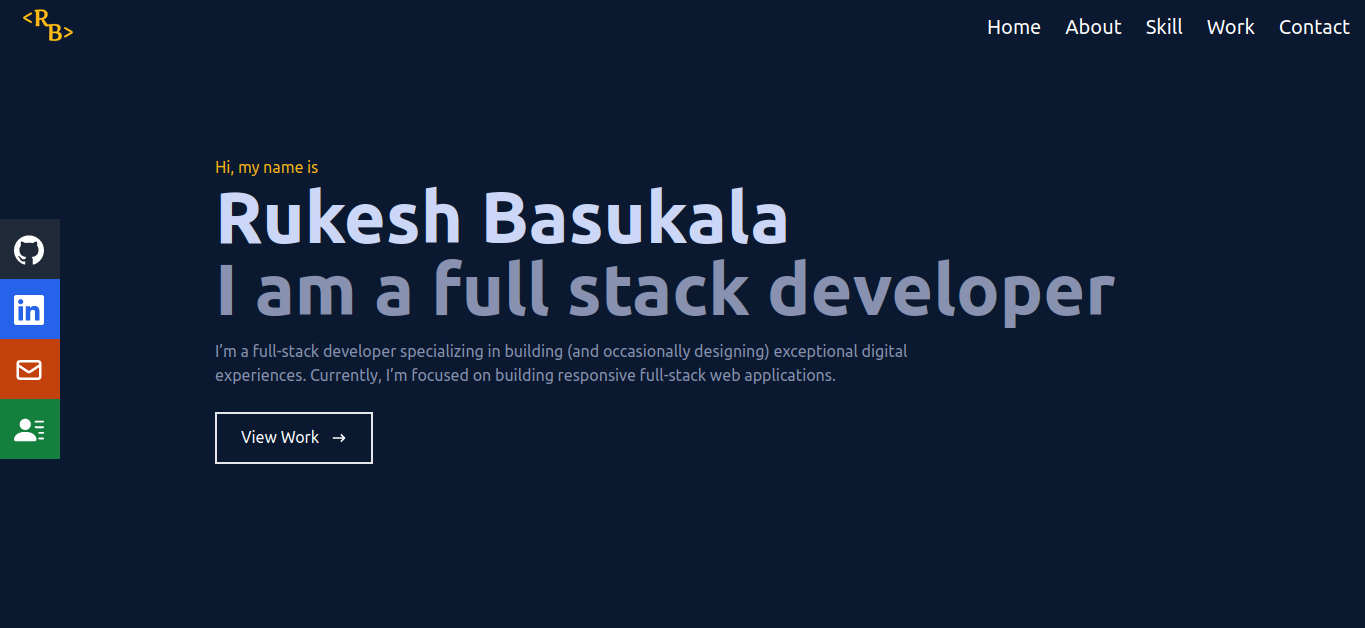 <R
B>
Home About Skill Work Contact
Hi, my name is
Rukesh Basukala
I am a full stack developer
I’m a full-stack developer specializing in building (and occasionally designing) exceptional digital
experiences. Currently, I’m focused on building responsive full-stack web applications.
in
View Work →